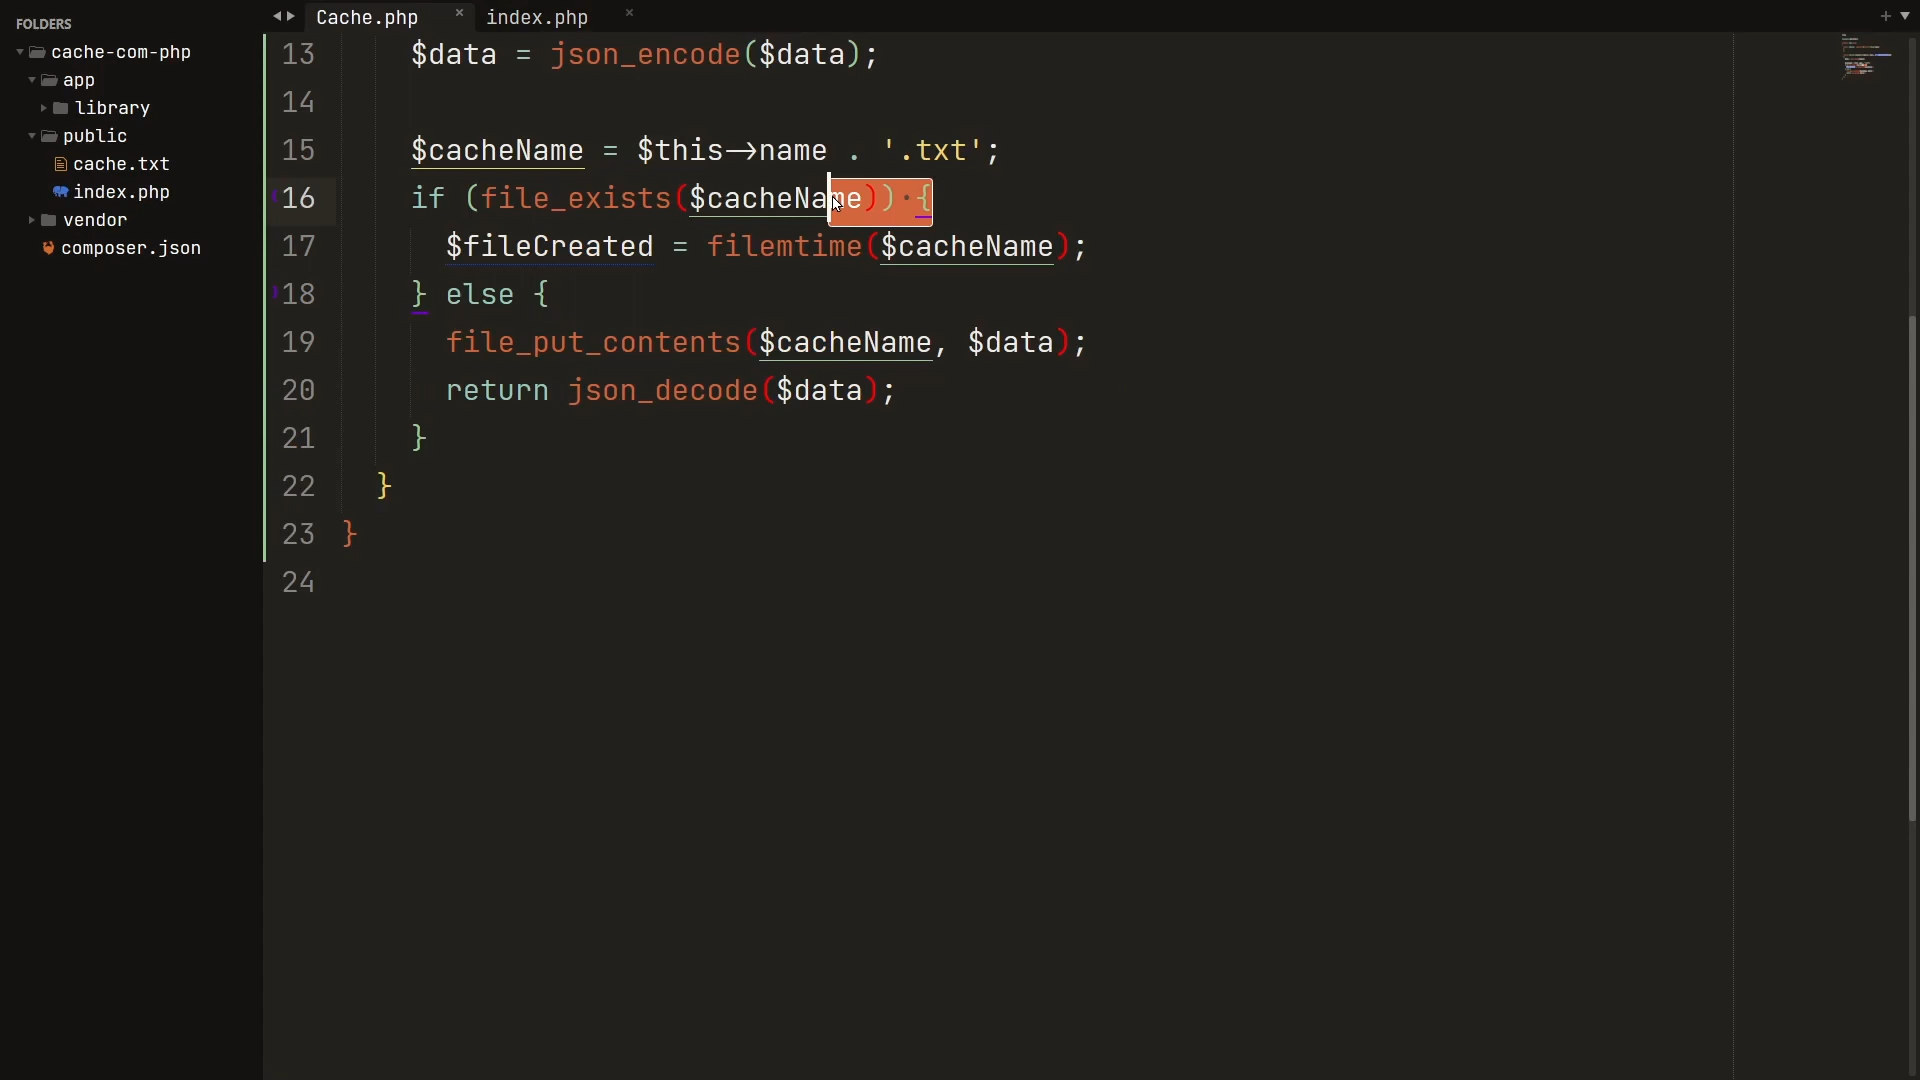 FOLDERS
cache-com-php
app
library
public
cache.txt
index.php
vendor
composer.json
Cache.php × index.php ×
13 $data = json_encode($data);
14
15 $cacheName = $this->name . '.txt';
16 if (file_exists($cacheName)) {
17 $fileCreated = filemtime($cacheName);
18 } else {
19 file_put_contents($cacheName, $data);
20 return json_decode($data);
21 }
22 }
23 }
24